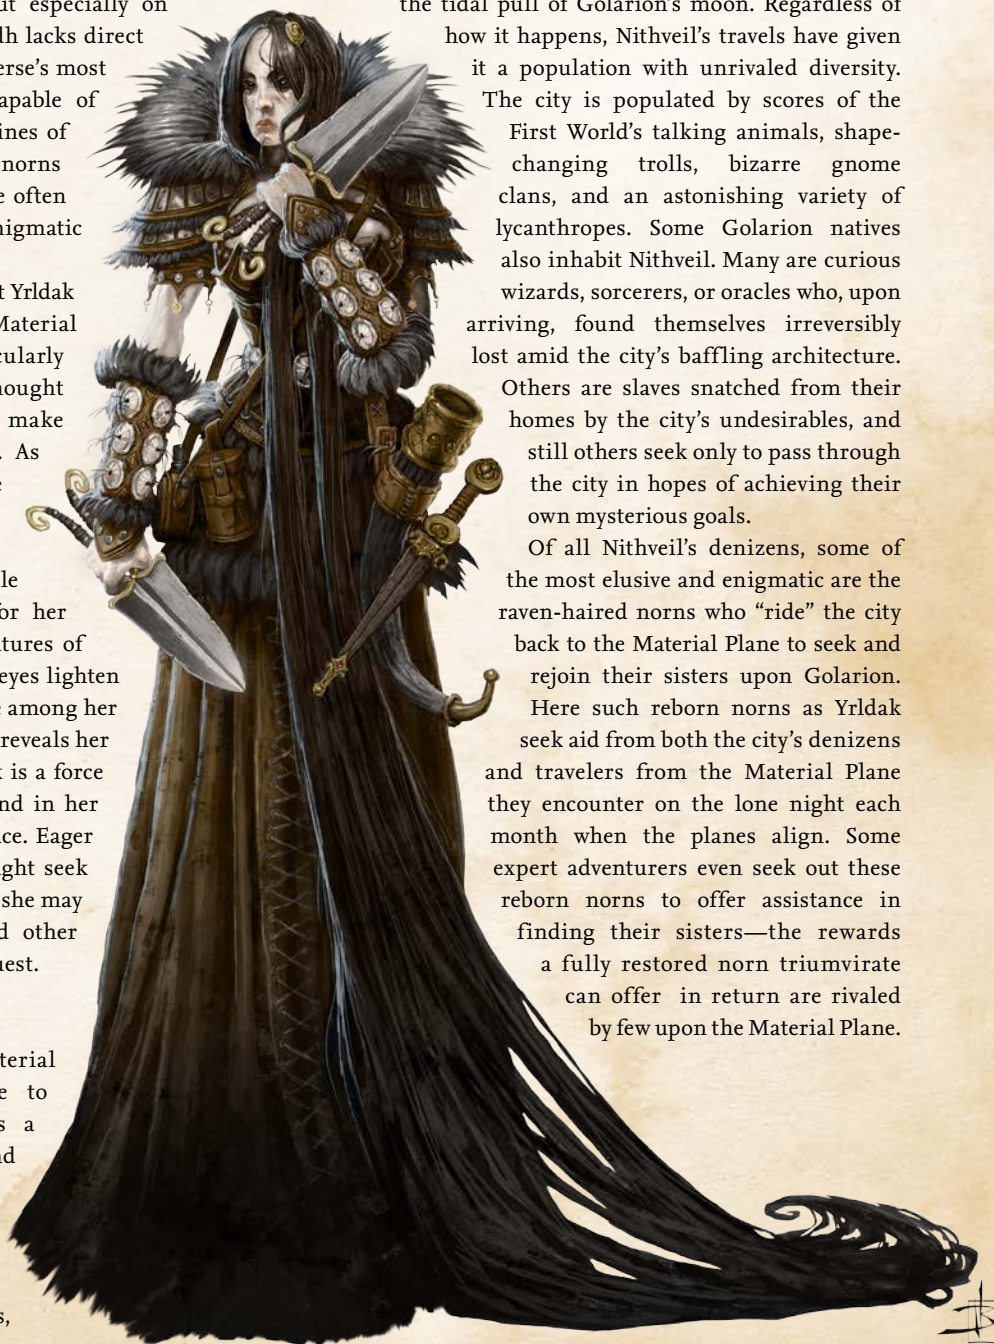 ut especially on
dh lacks direct
erse's most
apable of
ines of
norns
e often
nigmatic
t Yrldak
Material
cularly
hought
make
. As
e
le
for her
tures of
eyes lighten
e among her
reveals her
k is a force
nd in her
ce. Eager
ght seek
she may
d other
uest.
terial
e to
s a
nd
s,
the tidal pull of Golarion's moon. Regardless of
how it happens, Nithveil's travels have given
it a population with unrivaled diversity.
The city is populated by scores of the
First World's talking animals, shape-
changing trolls, bizarre gnome
clans, and an astonishing variety of
lycanthropes. Some Golarion natives
also inhabit Nithveil. Many are curious
wizards, sorcerers, or oracles who, upon
arriving, found themselves irreversibly
lost amid the city's baffling architecture.
Others are slaves snatched from their
homes by the city's undesirables, and
still others seek only to pass through
the city in hopes of achieving their
own mysterious goals.
Of all Nithveil's denizens, some of
the most elusive and enigmatic are the
raven-haired norns who “ride” the city
back to the Material Plane to seek and
rejoin their sisters upon Golarion.
Here such reborn norns as Yrldak
seek aid from both the city's denizens
and travelers from the Material Plane
they encounter on the lone night each
month when the planes align. Some
expert adventurers even seek out these
reborn norns to offer assistance in
finding their sisters—the rewards
a fully restored norn triumvirate
can offer in return are rivaled
by few upon the Material Plane.